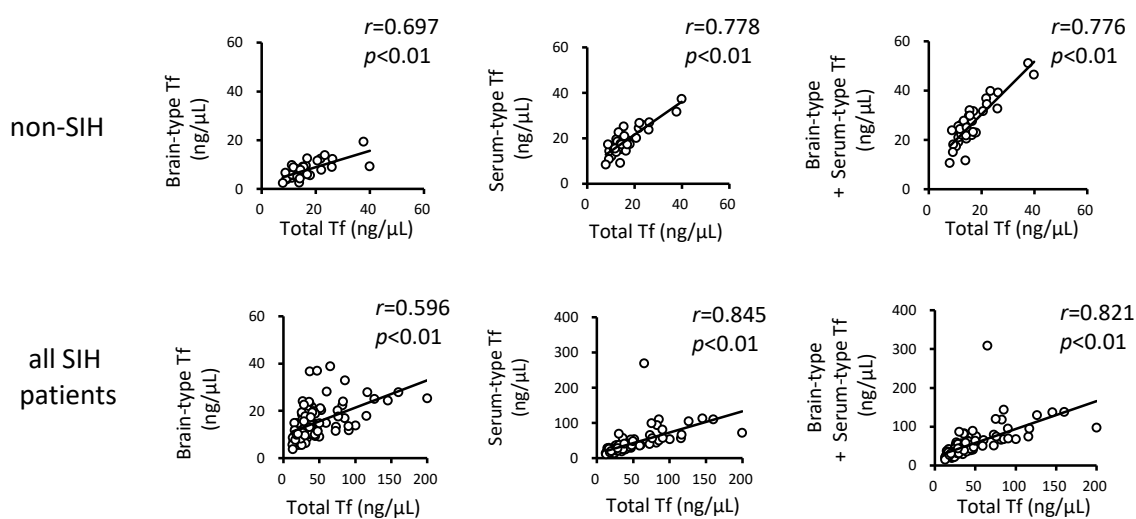 non-SIH
r=0.697
p<0.01
Brain-type Tf
(ng/µL)
60
40
20
0
0 20 40 60
Total Tf (ng/µL)
r=0.778
p<0.01
Serum-type Tf
(ng/µL)
60
40
20
0
0 20 40 60
Total Tf (ng/µL)
r=0.776
p<0.01
Brain-type
+ Serum-type Tf
(ng/µL)
60
40
20
0
0 20 40 60
Total Tf (ng/µL)
all SIH
patients
r=0.596
p<0.01
Brain-type Tf
(ng/µL)
60
40
20
0
0 50 100 150 200
Total Tf (ng/µL)
r=0.845
p<0.01
Serum-type Tf
(ng/µL)
400
300
200
100
0
0 50 100 150 200
Total Tf (ng/µL)
r=0.821
p<0.01
Brain-type
+ Serum-type Tf
(ng/µL)
400
300
200
100
0
0 50 100 150 200
Total Tf (ng/µL)